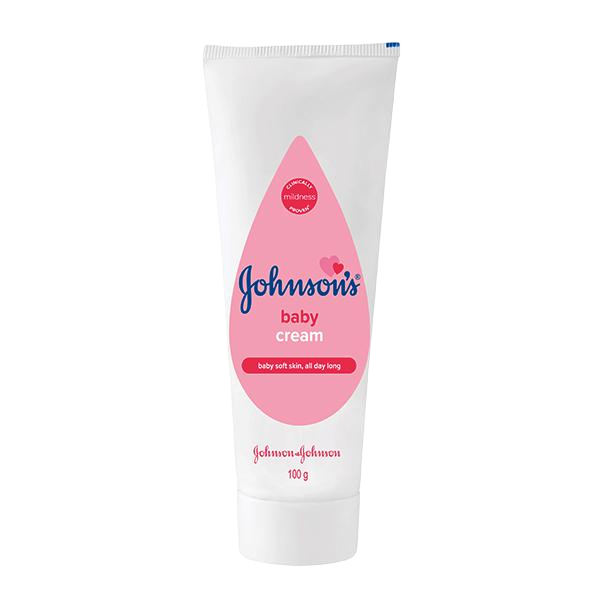 CLINICALLY
mildness
PROVEN*
Johnson's®
baby
cream
baby soft skin, all day long
Johnson & Johnson
100 g